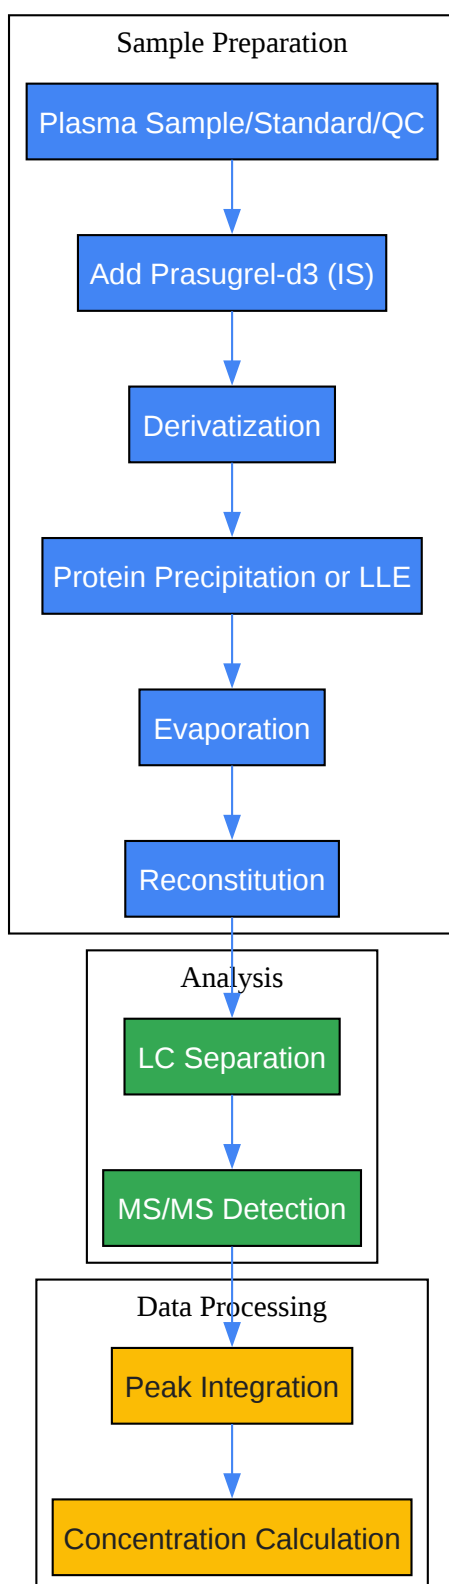 Sample Preparation
Plasma Sample/Standard/QC
Add Prasugrel-d3 (IS)
Derivatization
Protein Precipitation or LLE
Evaporation
Reconstitution
Analysis
LC Separation
MS/MS Detection
Data Processing
Peak Integration
Concentration Calculation